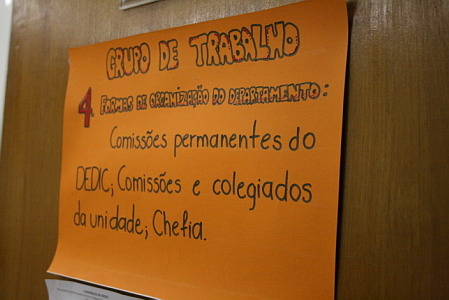 GRUPO DE TRABALHO
4. FORMAS DE ORGANIZAÇÃO DO DEPARTAMENTO:
Comissões permanentes do
DEDIC; Comissões e colegiados
da unidade; Chefia.